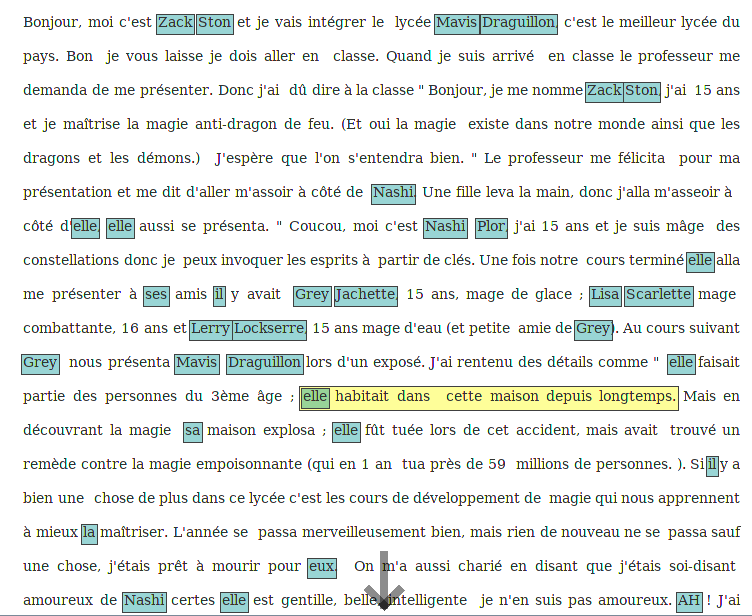 Bonjour, moi c'est Zack Ston et je vais intégrer le lycée Mavis Draguillon, c'est le meilleur lycée du
pays. Bon je vous laisse je dois aller en classe. Quand je suis arrivé en classe le professeur me
demanda de me présenter. Donc j'ai dû dire à la classe " Bonjour, je me nomme Zack Ston, j'ai 15 ans
et je maîtrise la magie anti-dragon de feu. (Et oui la magie existe dans notre monde ainsi que les
dragons et les démons.) J'espère que l'on s'entendra bien. " Le professeur me félicita pour ma
présentation et me dit d'aller m'assoir à côté de Nashi. Une fille leva la main, donc j'alla m'asseoir à
côté d'elle, elle aussi se présenta. " Coucou, moi c'est Nashi Plor, j'ai 15 ans et je suis mâge des
constellations donc je peux invoquer les esprits à partir de clés. Une fois notre cours terminé elle alla
me présenter à ses amis il y avait Grey Jachette, 15 ans, mage de glace ; Lisa Scarlette mage
combattante, 16 ans et Lerry Lockserre, 15 ans mage d'eau (et petite amie de Grey). Au cours suivant
Grey nous présenta Mavis Draguillon lors d'un exposé. J'ai rentenu des détails comme " elle faisait
partie des personnes du 3ème âge ; elle habitait dans cette maison depuis longtemps. Mais en
découvrant la magie sa maison explosa ; elle fût tuée lors de cet accident, mais avait trouvé un
remède contre la magie empoisonnante (qui en 1 an tua près de 59 millions de personnes. ). Si il y a
bien une chose de plus dans ce lycée c'est les cours de développement de magie qui nous apprennent
à mieux la maîtriser. L'année se passa merveilleusement bien, mais rien de nouveau ne se passa sauf
une chose, j'étais prêt à mourir pour eux. On m'a aussi charié en disant que j'étais soi-disant
amoureux de Nashi certes elle est gentille, belle, intelligente je n'en suis pas amoureux. AH ! J'ai